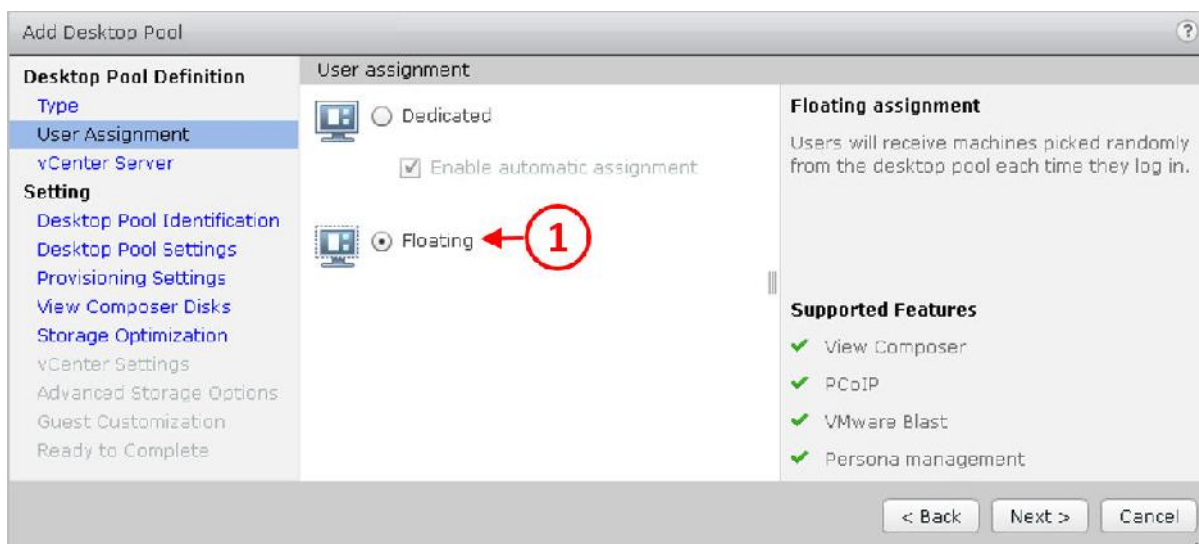 Add Desktop Pool
?
Desktop Pool Definition
Type
User Assignment
vCenter Server
Setting
Desktop Pool Identification
Desktop Pool Settings
Provisioning Settings
View Composer Disks
Storage Optimization
vCenter Settings
Advanced Storage Options
Guest Customization
Ready to Complete
User assignment
Dedicated
Enable automatic assignment
Floating
1
Floating assignment
Users will receive machines picked randomly
from the desktop pool each time they log in.
Supported Features
View Composer
PCoIP
VMware Blast
Persona management
< Back
Next >
Cancel